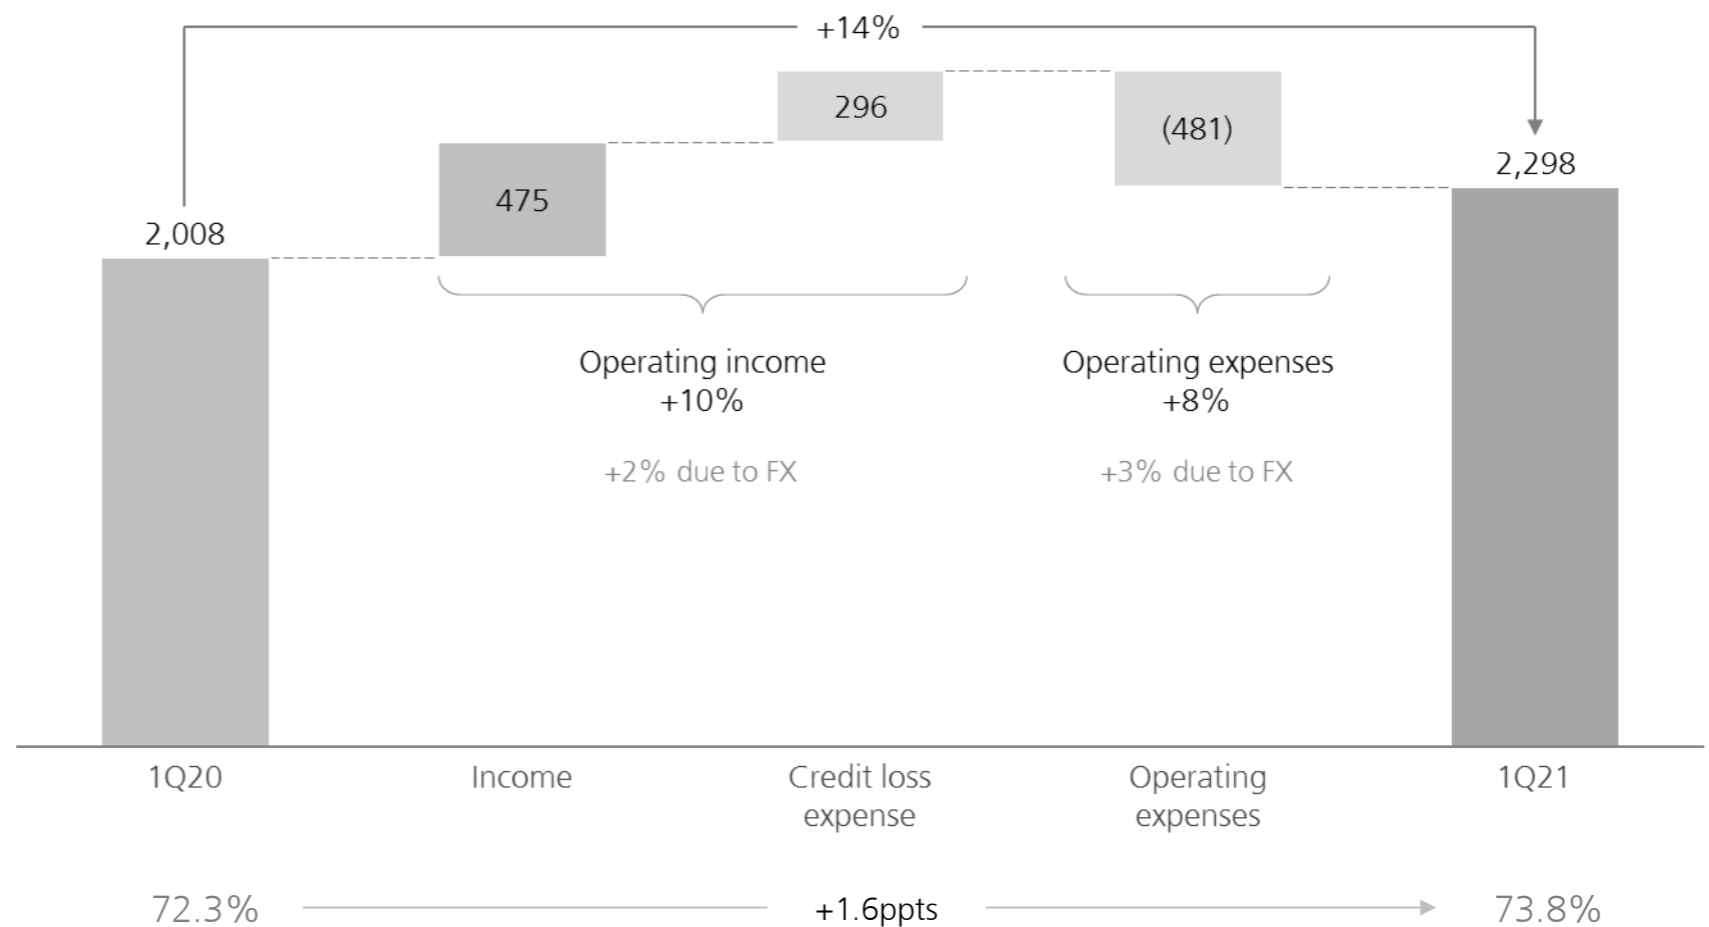 +14%
296
(481)
2,298
475
2,008
Operating income
+10%
+2% due to FX
Operating expenses
+8%
+3% due to FX
1Q20
Income
Credit loss
expense
Operating
expenses
1Q21
72.3%
+1.6ppts
73.8%